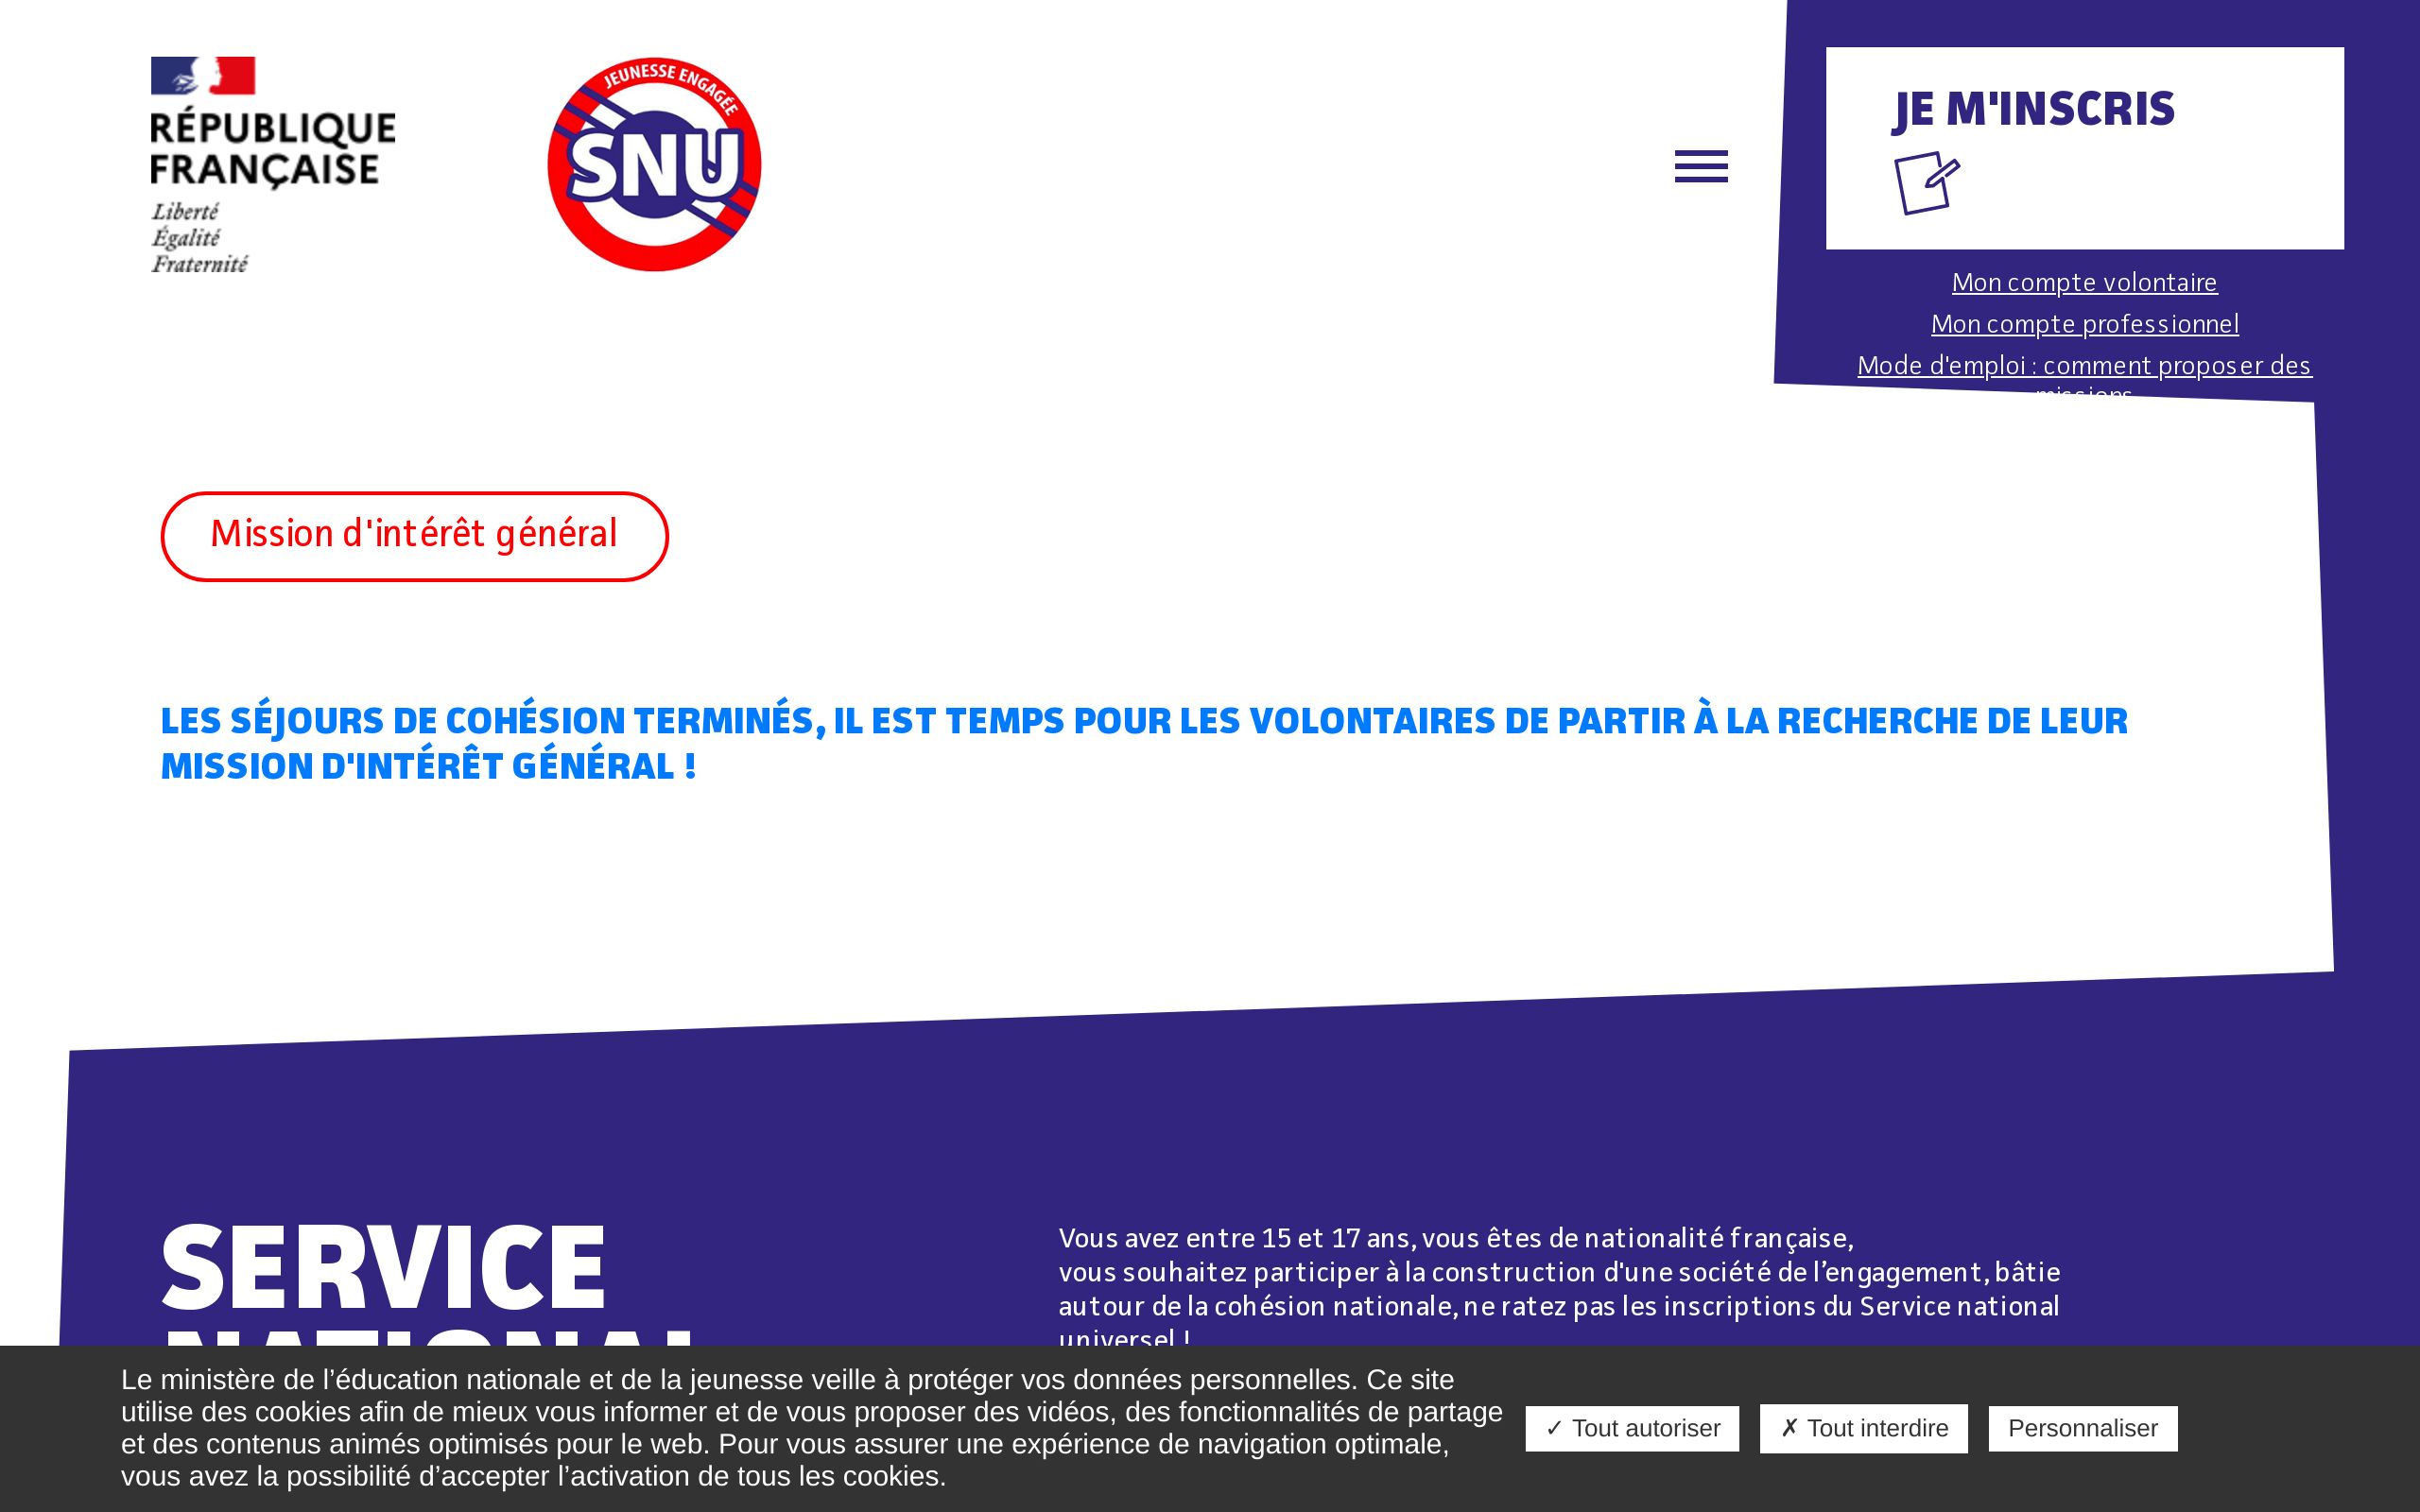 RÉPUBLIQUE
FRANÇAISE
Liberté
Égalité
Fraternité
JEUNESSE ENGAGÉE
SNU
JE M'INSCRIS
Mon compte volontaire
Mon compte professionnel
Mode d'emploi : comment proposer des
missions
Mission d'intérêt général
LES SÉJOURS DE COHÉSION TERMINÉS, IL EST TEMPS POUR LES VOLONTAIRES DE PARTIR À LA RECHERCHE DE LEUR
MISSION D'INTÉRÊT GÉNÉRAL !
SERVICE
NATIONAL
Vous avez entre 15 et 17 ans, vous êtes de nationalité française,
vous souhaitez participer à la construction d'une société de l’engagement, bâtie
autour de la cohésion nationale, ne ratez pas les inscriptions du Service national
universel !
Le ministère de l’éducation nationale et de la jeunesse veille à protéger vos données personnelles. Ce site
utilise des cookies afin de mieux vous informer et de vous proposer des vidéos, des fonctionnalités de partage
et des contenus animés optimisés pour le web. Pour vous assurer une expérience de navigation optimale,
vous avez la possibilité d’accepter l’activation de tous les cookies.
✓ Tout autoriser
✗ Tout interdire
Personnaliser